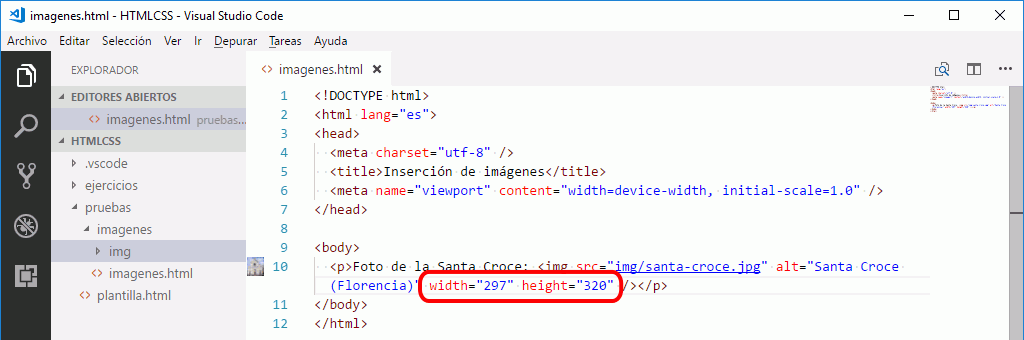 imagenes.html - HTMLCSS - Visual Studio Code
Archivo Editar Selección Ver Ir Depurar Tareas Ayuda
EXPLORADOR
EDITORES ABIERTOS
imagenes.html pruebas...
HTMLCSS
.vscode
ejercicios
pruebas
imagenes
img
imagenes.html
plantilla.html
imagenes.html
1 <!DOCTYPE html>
2 <html lang="es">
3 <head>
4 <meta charset="utf-8" />
5 <title>Inserción de imágenes</title>
6 <meta name="viewport" content="width=device-width, initial-scale=1.0" />
7 </head>
8
9 <body>
10 <p>Foto de la Santa Croce: <img src="img/santa-croce.jpg" alt="Santa Croce
(Florencia)" width="297" height="320" /></p>
11 </body>
12 </html>